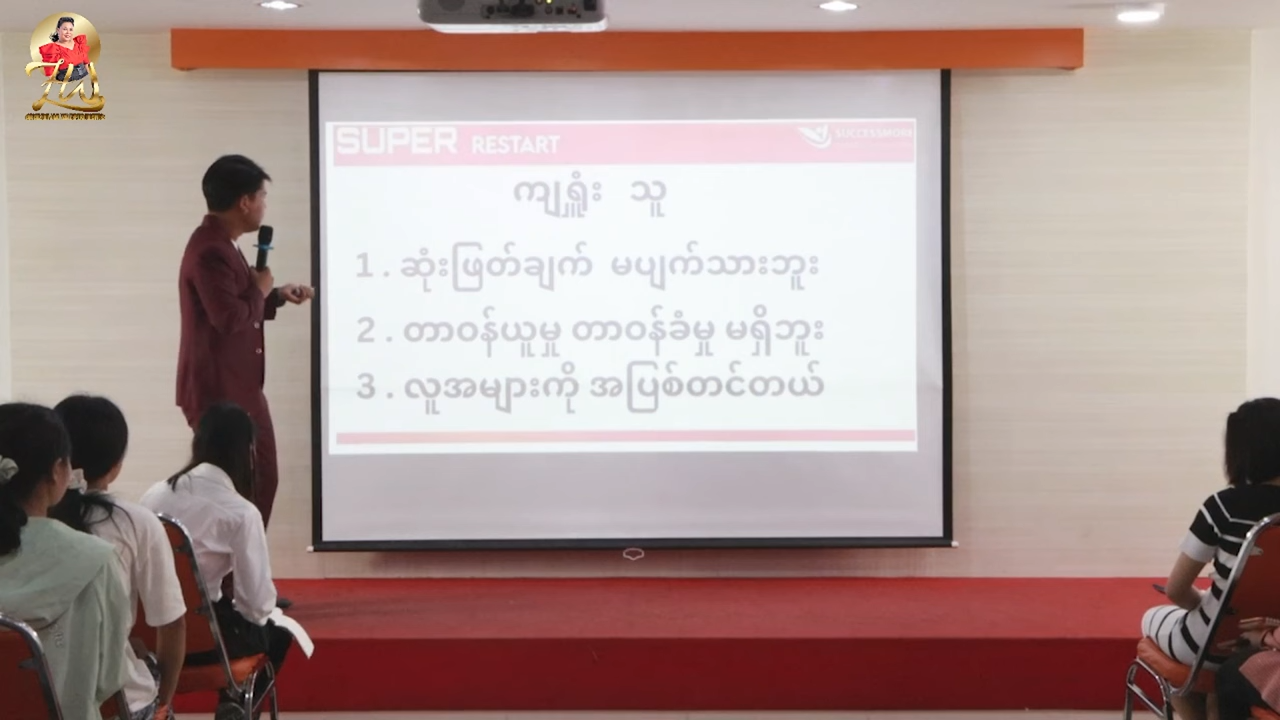 SUPER RESTART
SUCCESSMORE
ကျရှုံး သူ
1 . ဆုံးဖြတ်ချက် မပျက်သားဘူး
2 . တာဝန်ယူမှု တာဝန်ခံမှု မရှိဘူး
3 . လူအများကို အပြစ်တင်တယ်